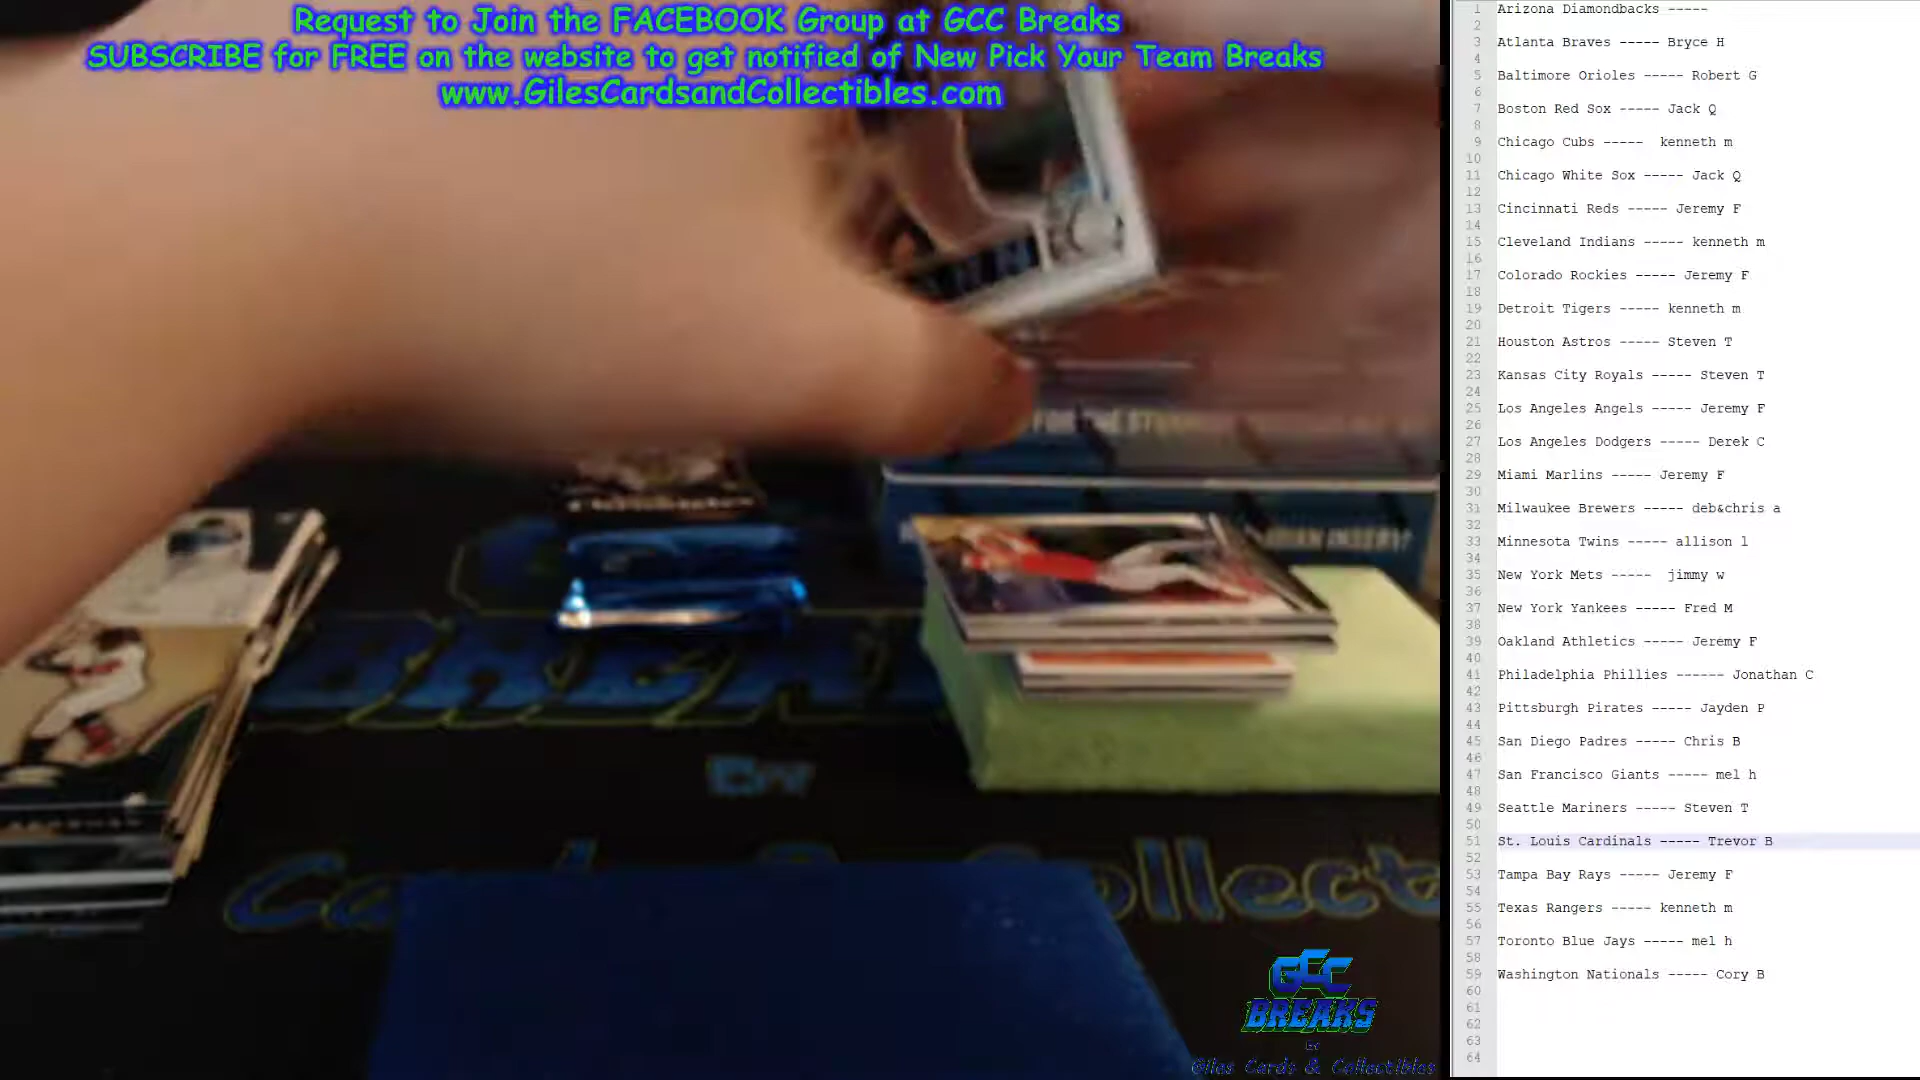 Request to Join the FACEBOOK Group at GCC Breaks
SUBSCRIBE for FREE on the website to get notified of New Pick Your Team Breaks
www.GilesCardsandCollectibles.com
1 Arizona Diamondbacks -----
2
3 Atlanta Braves ----- Bryce H
4
5 Baltimore Orioles ----- Robert G
6
7 Boston Red Sox ----- Jack Q
8
9 Chicago Cubs -----  kenneth m
10
11 Chicago White Sox ----- Jack Q
12
13 Cincinnati Reds ----- Jeremy F
14
15 Cleveland Indians ----- kenneth m
16
17 Colorado Rockies ----- Jeremy F
18
19 Detroit Tigers ----- kenneth m
20
21 Houston Astros ----- Steven T
22
23 Kansas City Royals ----- Steven T
24
25 Los Angeles Angels ----- Jeremy F
26
27 Los Angeles Dodgers ----- Derek C
28
29 Miami Marlins ----- Jeremy F
30
31 Milwaukee Brewers ----- deb&chris a
32
33 Minnesota Twins ----- allison l
34
35 New York Mets -----  jimmy w
36
37 New York Yankees ----- Fred M
38
39 Oakland Athletics ----- Jeremy F
40
41 Philadelphia Phillies ------ Jonathan C
42
43 Pittsburgh Pirates ----- Jayden P
44
45 San Diego Padres ----- Chris B
46
47 San Francisco Giants ----- mel h
48
49 Seattle Mariners ----- Steven T
50
51 St. Louis Cardinals ----- Trevor B
52
53 Tampa Bay Rays ----- Jeremy F
54
55 Texas Rangers ----- kenneth m
56
57 Toronto Blue Jays ----- mel h
58
59 Washington Nationals ----- Cory B
60
61
62
63
64
FOR THE
GCC
BREAKS
Giles Cards & Collectibles